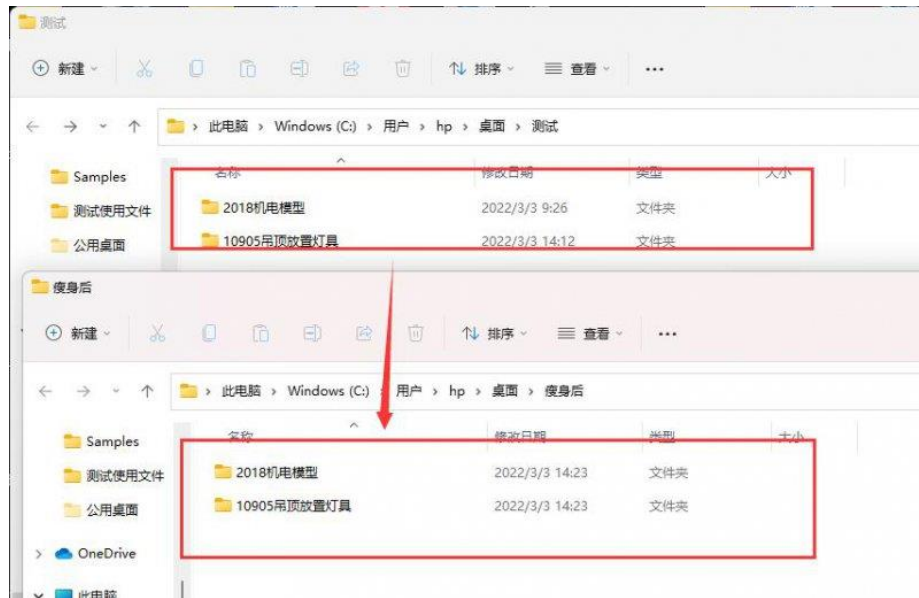 测试
新建 排序 查看 ...
此电脑 > Windows (C:) > 用户 > hp > 桌面 > 测试
Samples 名称 修改日期 类型 大小
测试使用文件 2018机电模型 2022/3/3 9:26 文件夹
公用桌面 10905吊顶放置灯具 2022/3/3 14:12 文件夹
瘦身后
新建 排序 查看 ...
此电脑 > Windows (C:) > 用户 > hp > 桌面 > 瘦身后
Samples 名称 修改日期 类型 大小
测试使用文件 2018机电模型 2022/3/3 14:23 文件夹
公用桌面 10905吊顶放置灯具 2022/3/3 14:23 文件夹
OneDrive
此电脑